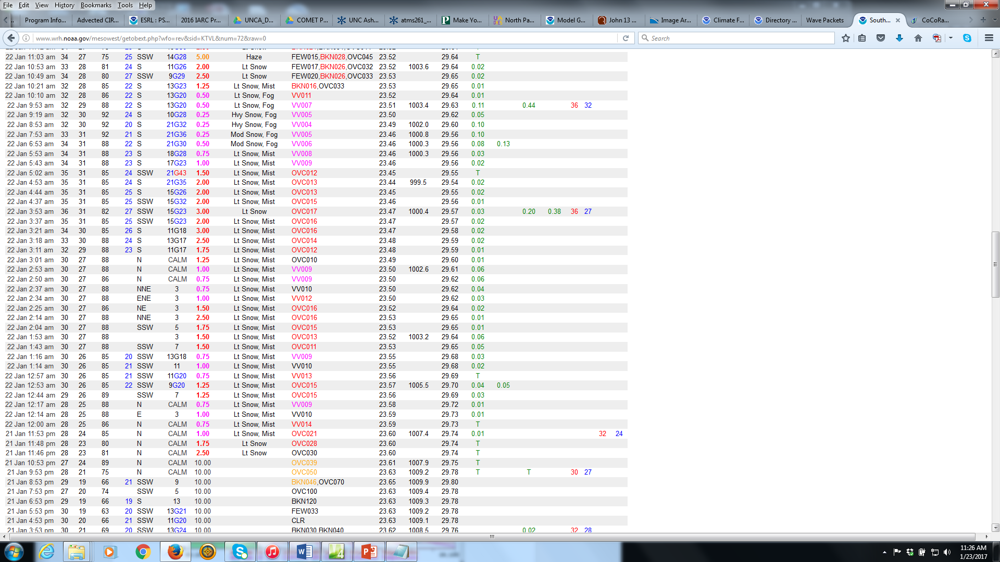 File Edit View History Bookmarks Tools Help
Program Info... Advected CIR... ESRL : PS... 2016 IARC Pr... UNCA_D... COMET P... UNC Ash... atms261_... Make Yo... North Pa... Model G... John 13 ... Image Ar... Climate F... Directory ... Wave Packets South... × CoCoRa...
www.wrh.noaa.gov/mesowest/getobext.php?wfo=rev&sid=KTVL&num=72&raw=0 Search
22 Jan 11:03 am 34 27 75 25 SSW 14G28 5.00 Haze FEW015,BKN028,OVC045 23.52 29.64 T
22 Jan 10:53 am 33 28 81 24 S 11G26 2.00 Lt Snow FEW017,BKN026,OVC032 23.52 1003.6 29.64 0.02
22 Jan 10:49 am 34 28 80 27 SSW 9G29 2.50 Lt Snow FEW020,BKN026,OVC033 23.53 29.65 0.02
22 Jan 10:21 am 32 28 85 22 S 13G23 1.25 Lt Snow, Mist BKN016,OVC033 23.53 29.65 0.01
22 Jan 10:10 am 32 28 86 22 S 13G20 0.50 Lt Snow, Fog VV011 23.52 29.64 0.01
22 Jan 9:53 am 32 29 88 22 S 13G20 0.50 Lt Snow, Fog VV007 23.51 1003.4 29.63 0.11 0.44 36 32
22 Jan 9:19 am 32 30 92 24 S 10G28 0.25 Hvy Snow, Fog VV005 23.50 29.62 0.05
22 Jan 8:53 am 32 30 92 20 S 21G32 0.25 Hvy Snow, Fog VV004 23.49 1002.0 29.60 0.10
22 Jan 7:53 am 33 31 92 21 S 21G36 0.25 Mod Snow, Fog VV005 23.46 1000.8 29.56 0.10
22 Jan 6:53 am 34 31 88 22 S 21G30 0.50 Mod Snow, Fog VV006 23.46 1000.3 29.56 0.08 0.13
22 Jan 5:53 am 34 31 88 23 S 18G28 0.75 Lt Snow, Mist VV008 23.46 1000.3 29.56 0.03
22 Jan 5:43 am 34 31 88 23 S 17G23 1.00 Lt Snow, Mist VV009 23.46 29.56 0.02
22 Jan 5:02 am 35 31 85 24 SSW 21G43 1.50 Lt Snow, Mist OVC012 23.45 29.55 T
22 Jan 4:53 am 35 31 85 24 S 21G35 2.00 Lt Snow, Mist OVC013 23.44 999.5 29.54 0.02
22 Jan 4:44 am 35 31 85 25 S 15G26 2.00 Lt Snow, Mist OVC013 23.45 29.55 0.02
22 Jan 4:37 am 35 31 85 25 SSW 15G32 2.00 Lt Snow, Mist OVC015 23.46 29.56 0.01
22 Jan 3:53 am 36 31 82 27 SSW 15G23 3.00 Lt Snow OVC017 23.47 1000.4 29.57 0.03 0.20 0.38 36 27
22 Jan 3:37 am 35 31 85 25 SSW 15G23 2.00 Lt Snow, Mist OVC016 23.47 29.57 0.02
22 Jan 3:21 am 34 30 85 26 S 11G18 3.00 Lt Snow, Mist OVC016 23.47 29.58 0.02
22 Jan 3:18 am 33 30 88 24 S 13G17 2.50 Lt Snow, Mist OVC014 23.48 29.59 0.02
22 Jan 3:11 am 32 29 88 23 S 11G17 1.75 Lt Snow, Mist OVC012 23.48 29.59 0.01
22 Jan 3:01 am 30 27 88 N CALM 1.25 Lt Snow, Mist OVC010 23.49 29.60 0.01
22 Jan 2:53 am 30 27 88 N CALM 1.00 Lt Snow, Mist VV009 23.50 1002.6 29.61 0.06
22 Jan 2:50 am 30 27 86 N CALM 0.75 Lt Snow, Mist VV009 23.50 29.62 0.06
22 Jan 2:37 am 30 27 88 NNE 3 0.75 Lt Snow, Mist VV010 23.50 29.62 0.04
22 Jan 2:34 am 30 27 88 ENE 3 1.00 Lt Snow, Mist VV012 23.50 29.62 0.03
22 Jan 2:25 am 30 27 86 NE 3 1.50 Lt Snow, Mist OVC016 23.52 29.64 0.02
22 Jan 2:14 am 30 27 88 NNE 3 2.50 Lt Snow, Mist OVC016 23.53 29.65 0.01
22 Jan 2:04 am 30 27 88 SSW 5 1.75 Lt Snow, Mist OVC015 23.53 29.65 0.01
22 Jan 1:53 am 30 27 88 3 1.50 Lt Snow, Mist OVC013 23.52 1003.2 29.64 0.06
22 Jan 1:43 am 30 27 88 SSW 7 1.50 Lt Snow, Mist OVC011 23.53 29.65 0.05
22 Jan 1:16 am 30 26 85 20 SSW 13G18 0.75 Lt Snow, Mist VV009 23.55 29.68 0.03
22 Jan 1:14 am 30 26 85 21 SSW 11 1.00 Lt Snow, Mist VV010 23.55 29.68 0.02
22 Jan 12:57 am 30 26 85 21 SSW 11G20 0.75 Lt Snow, Mist VV013 23.56 29.69 T
22 Jan 12:53 am 30 26 85 22 SSW 9G20 1.25 Lt Snow, Mist OVC015 23.57 1005.5 29.70 0.04 0.05
22 Jan 12:44 am 29 26 89 SSW 7 1.25 Lt Snow, Mist OVC015 23.56 29.69 0.03
22 Jan 12:17 am 28 25 88 N CALM 0.75 Lt Snow, Mist VV009 23.58 29.72 0.01
22 Jan 12:14 am 28 25 88 E 3 1.00 Lt Snow, Mist VV010 23.59 29.73 0.01
22 Jan 12:00 am 28 25 86 N CALM 0.75 Lt Snow, Mist VV014 23.59 29.73 T
21 Jan 11:53 pm 28 24 85 N CALM 1.00 Lt Snow, Mist OVC021 23.60 1007.4 29.74 0.01 32 24
21 Jan 11:48 pm 28 23 80 N CALM 1.75 Lt Snow OVC028 23.60 29.74 T
21 Jan 11:46 pm 28 23 81 N CALM 2.50 Lt Snow OVC030 23.60 29.74 T
21 Jan 10:53 pm 27 24 89 N CALM 10.00 OVC039 23.61 1007.9 29.75 T
21 Jan 9:53 pm 28 21 75 N CALM 10.00 OVC050 23.63 1009.2 29.78 T T 30 27
21 Jan 8:53 pm 29 19 66 21 SSW 9 10.00 BKN046,OVC070 23.65 1009.9 29.80
21 Jan 7:53 pm 27 20 74 SSW 5 10.00 OVC100 23.63 1009.4 29.78
21 Jan 6:53 pm 29 19 66 19 S 13 10.00 BKN120 23.63 1009.3 29.78
21 Jan 5:53 pm 30 19 63 20 SSW 13G21 10.00 FEW033 23.63 1009.2 29.78
21 Jan 4:53 pm 30 20 66 21 SSW 11G20 10.00 CLR 23.63 1009.1 29.78
21 Jan 3:53 pm 30 21 69 20 SSW 13G24 10.00 BKN030,BKN040 23.62 1008.5 29.76 0.02 32 28
11:26 AM
1/23/2017